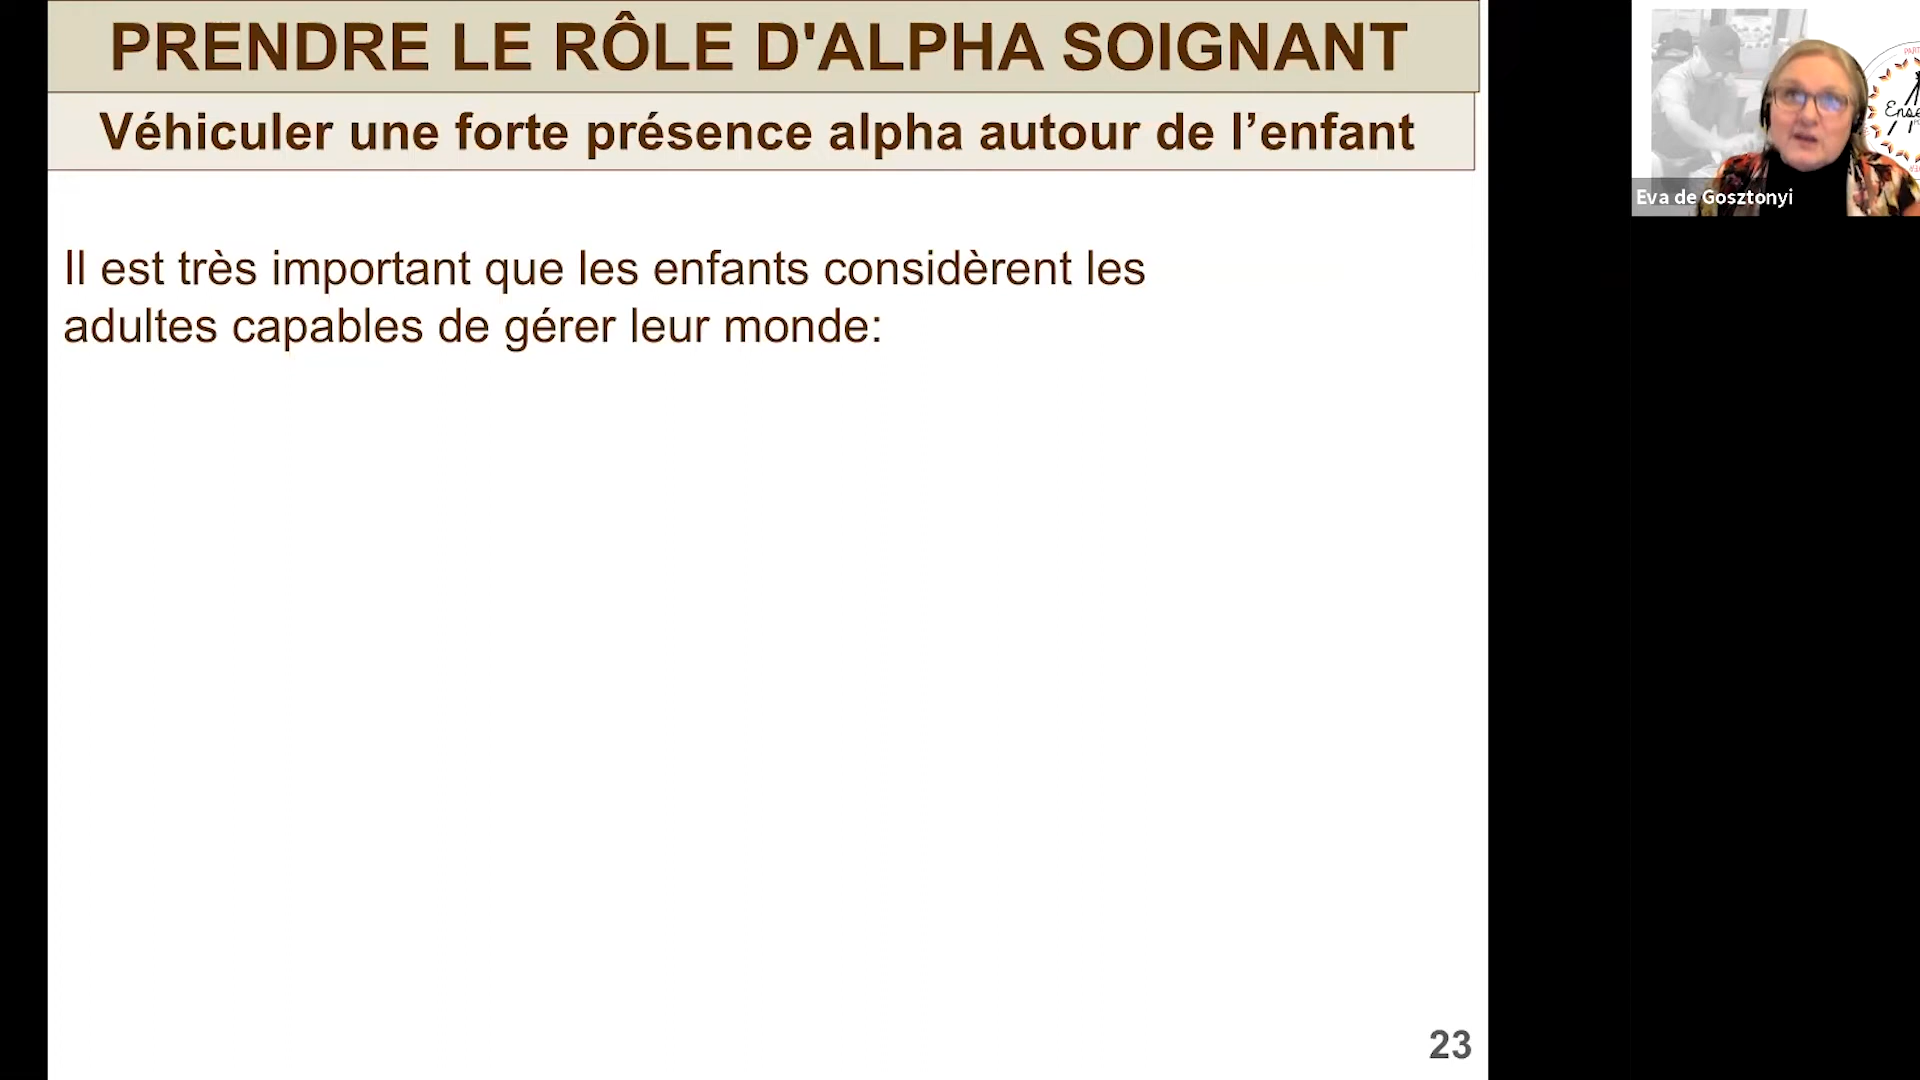 PRENDRE LE RÔLE D'ALPHA SOIGNANT
Véhiculer une forte présence alpha autour de l’enfant
Il est très important que les enfants considèrent les
adultes capables de gérer leur monde:
23
Eva de Gosztonyi